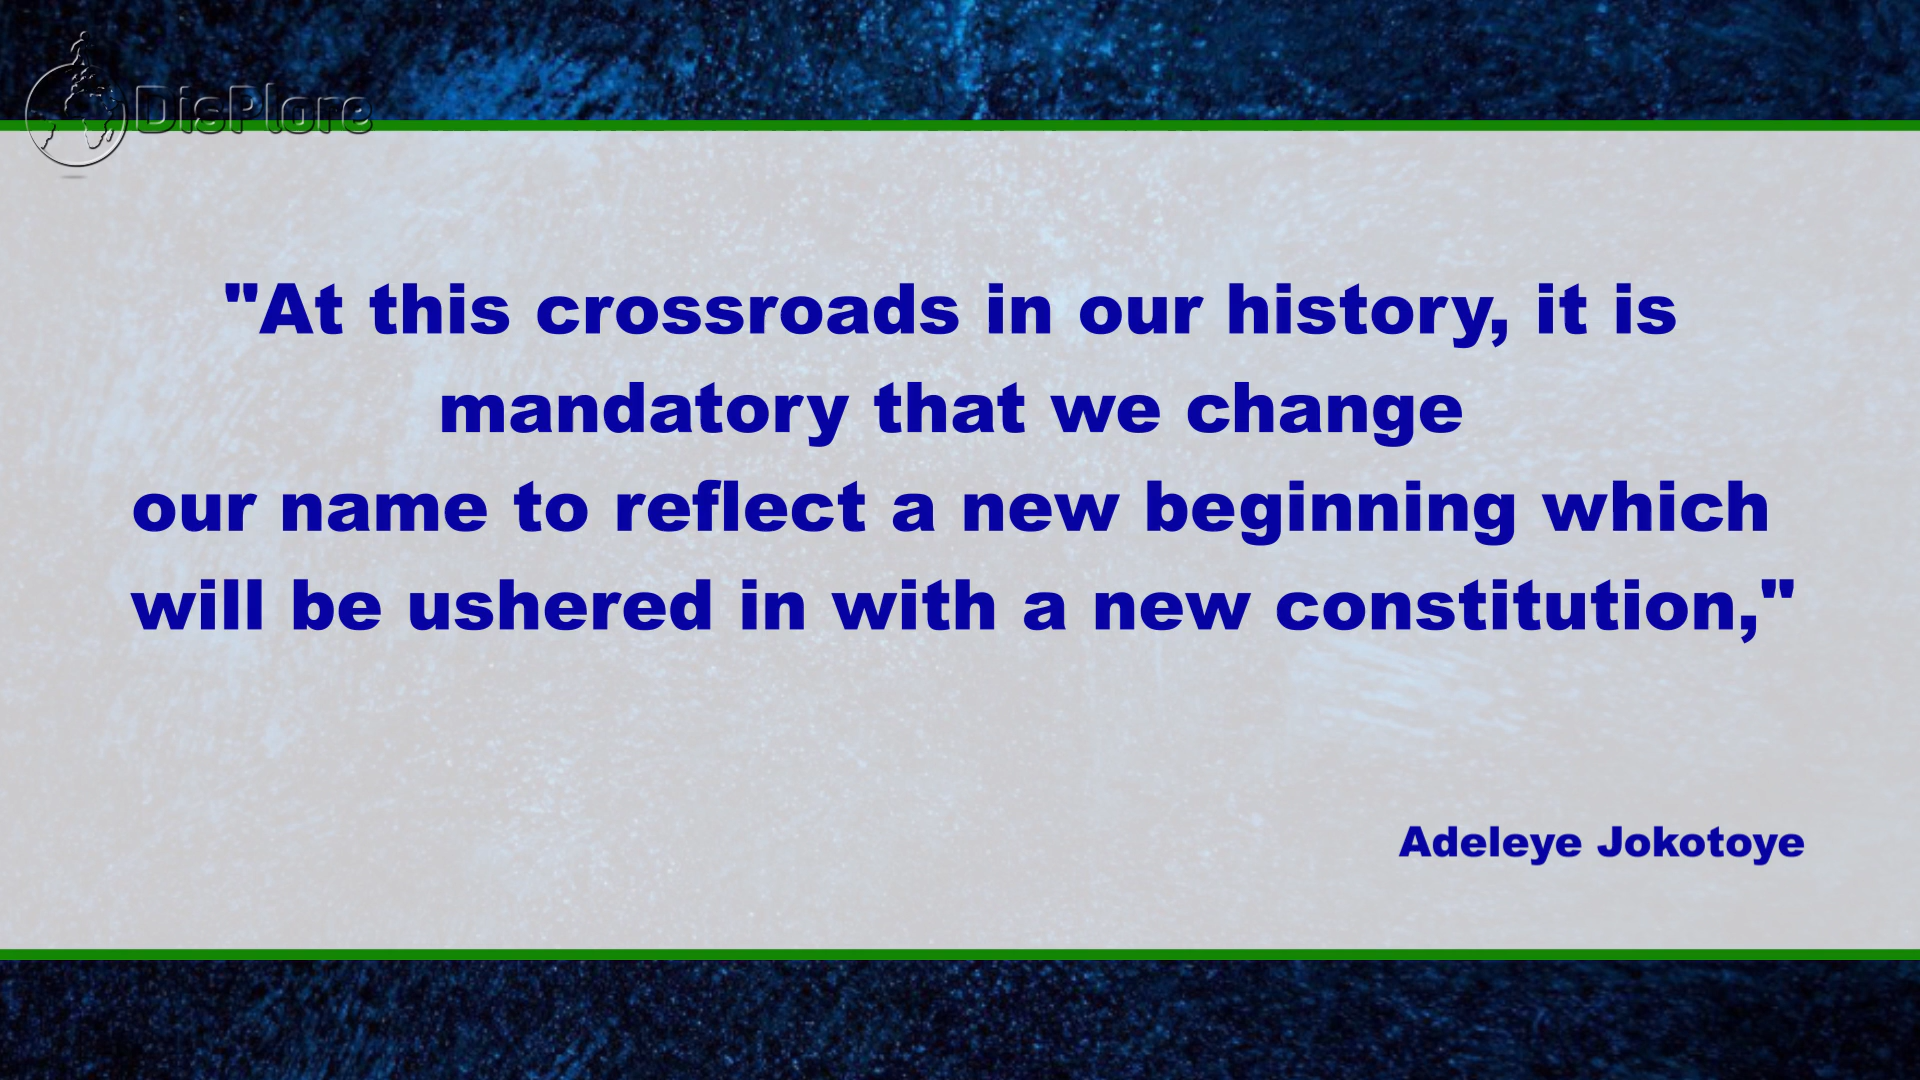 DisPlore
"At this crossroads in our history, it is
mandatory that we change
our name to reflect a new beginning which
will be ushered in with a new constitution,"
Adeleye Jokotoye